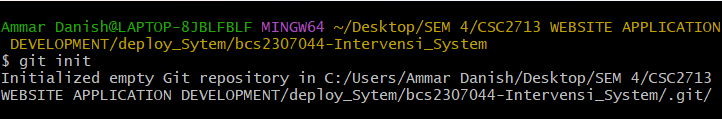 Ammar Danish@LAPTOP-8JBLFBLF MINGW64 ~/Desktop/SEM 4/CSC2713 WEBSITE APPLICATION
 DEVELOPMENT/deploy_Sytem/bcs2307044-Intervensi_System
$ git init
Initialized empty Git repository in C:/Users/Ammar Danish/Desktop/SEM 4/CSC2713
WEBSITE APPLICATION DEVELOPMENT/deploy_Sytem/bcs2307044-Intervensi_System/.git/